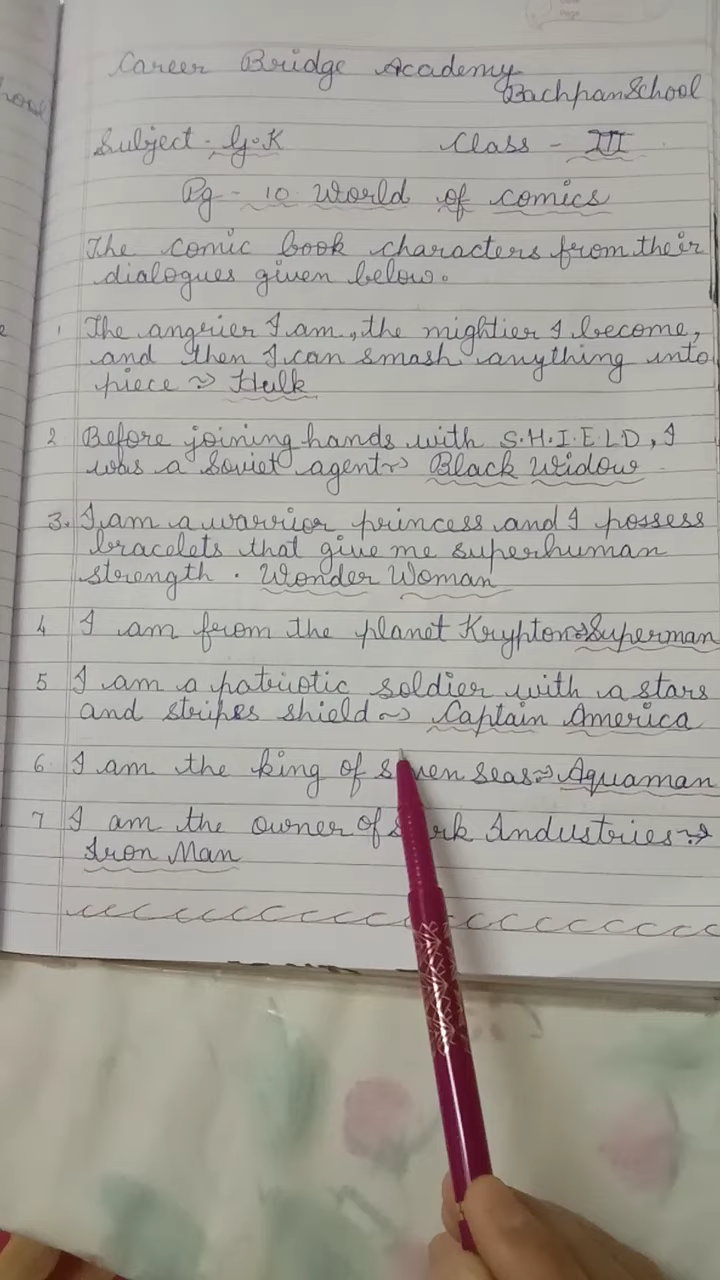 Career Bridge Academy
Bachpan School
Subject - G.K Class - III
Pg - 10 World of comics
The comic book characters from their
dialogues given below.
1 The angrier I am, the mightier I become,
and then I can smash anything into
piece ~> Hulk
2 Before joining hands with S.H.I.E.L.D, I
was a Soviet agent ~> Black Widow
3. I am a warrior princess and I possess
bracelets that give me superhuman
strength. Wonder Woman
4 I am from the planet Krypton ~> Superman
5 I am a patriotic soldier with a stars
and stripes shield ~> Captain America
6 I am the king of seven seas ~> Aquaman
7 I am the owner of Stark Industries ~>
Iron Man